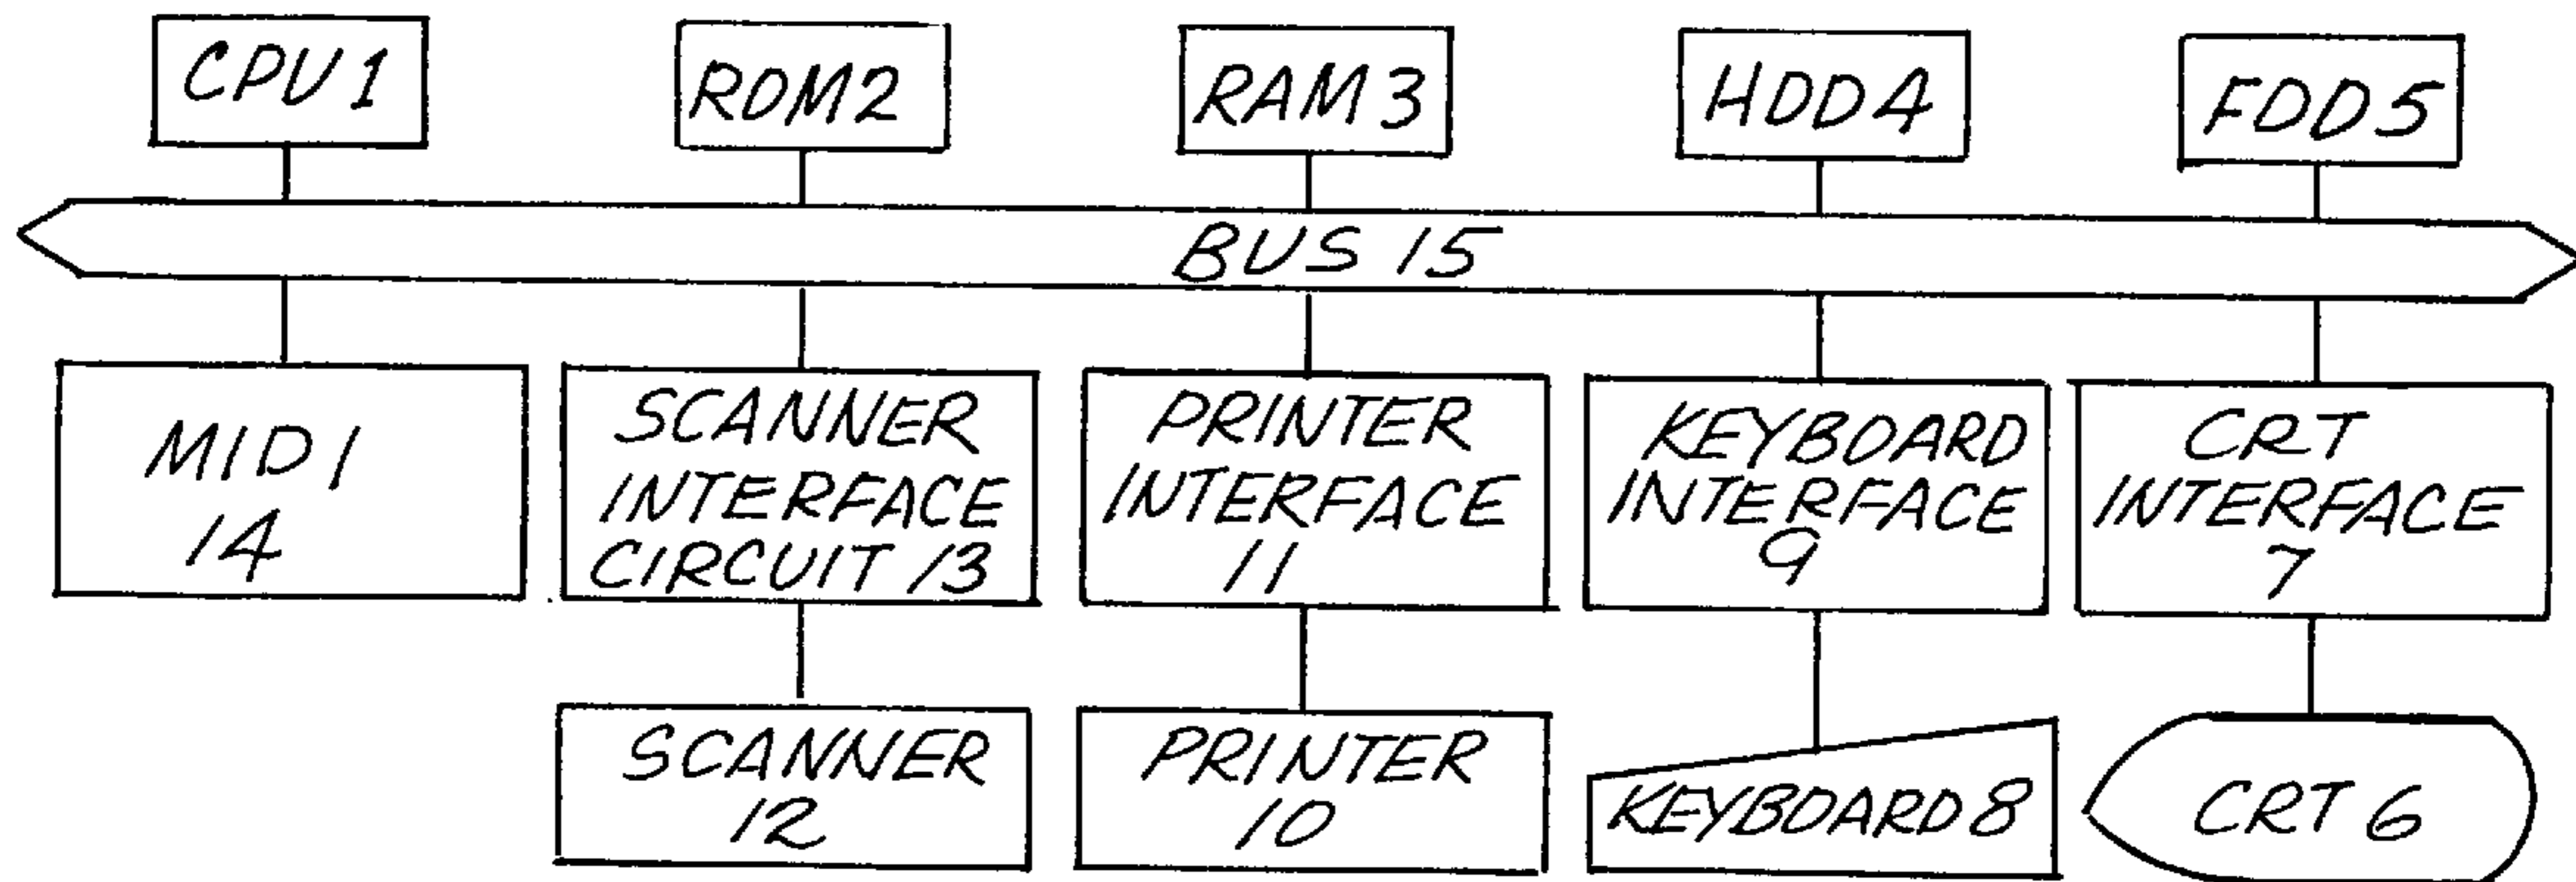 CPU 1
ROM 2
RAM 3
HDD 4
FDD 5
BUS 15
MIDI
14
SCANNER
INTERFACE
CIRCUIT 13
PRINTER
INTERFACE
11
KEYBOARD
INTERFACE
9
CRT
INTERFACE
7
SCANNER
12
PRINTER
10
KEYBOARD 8
CRT 6